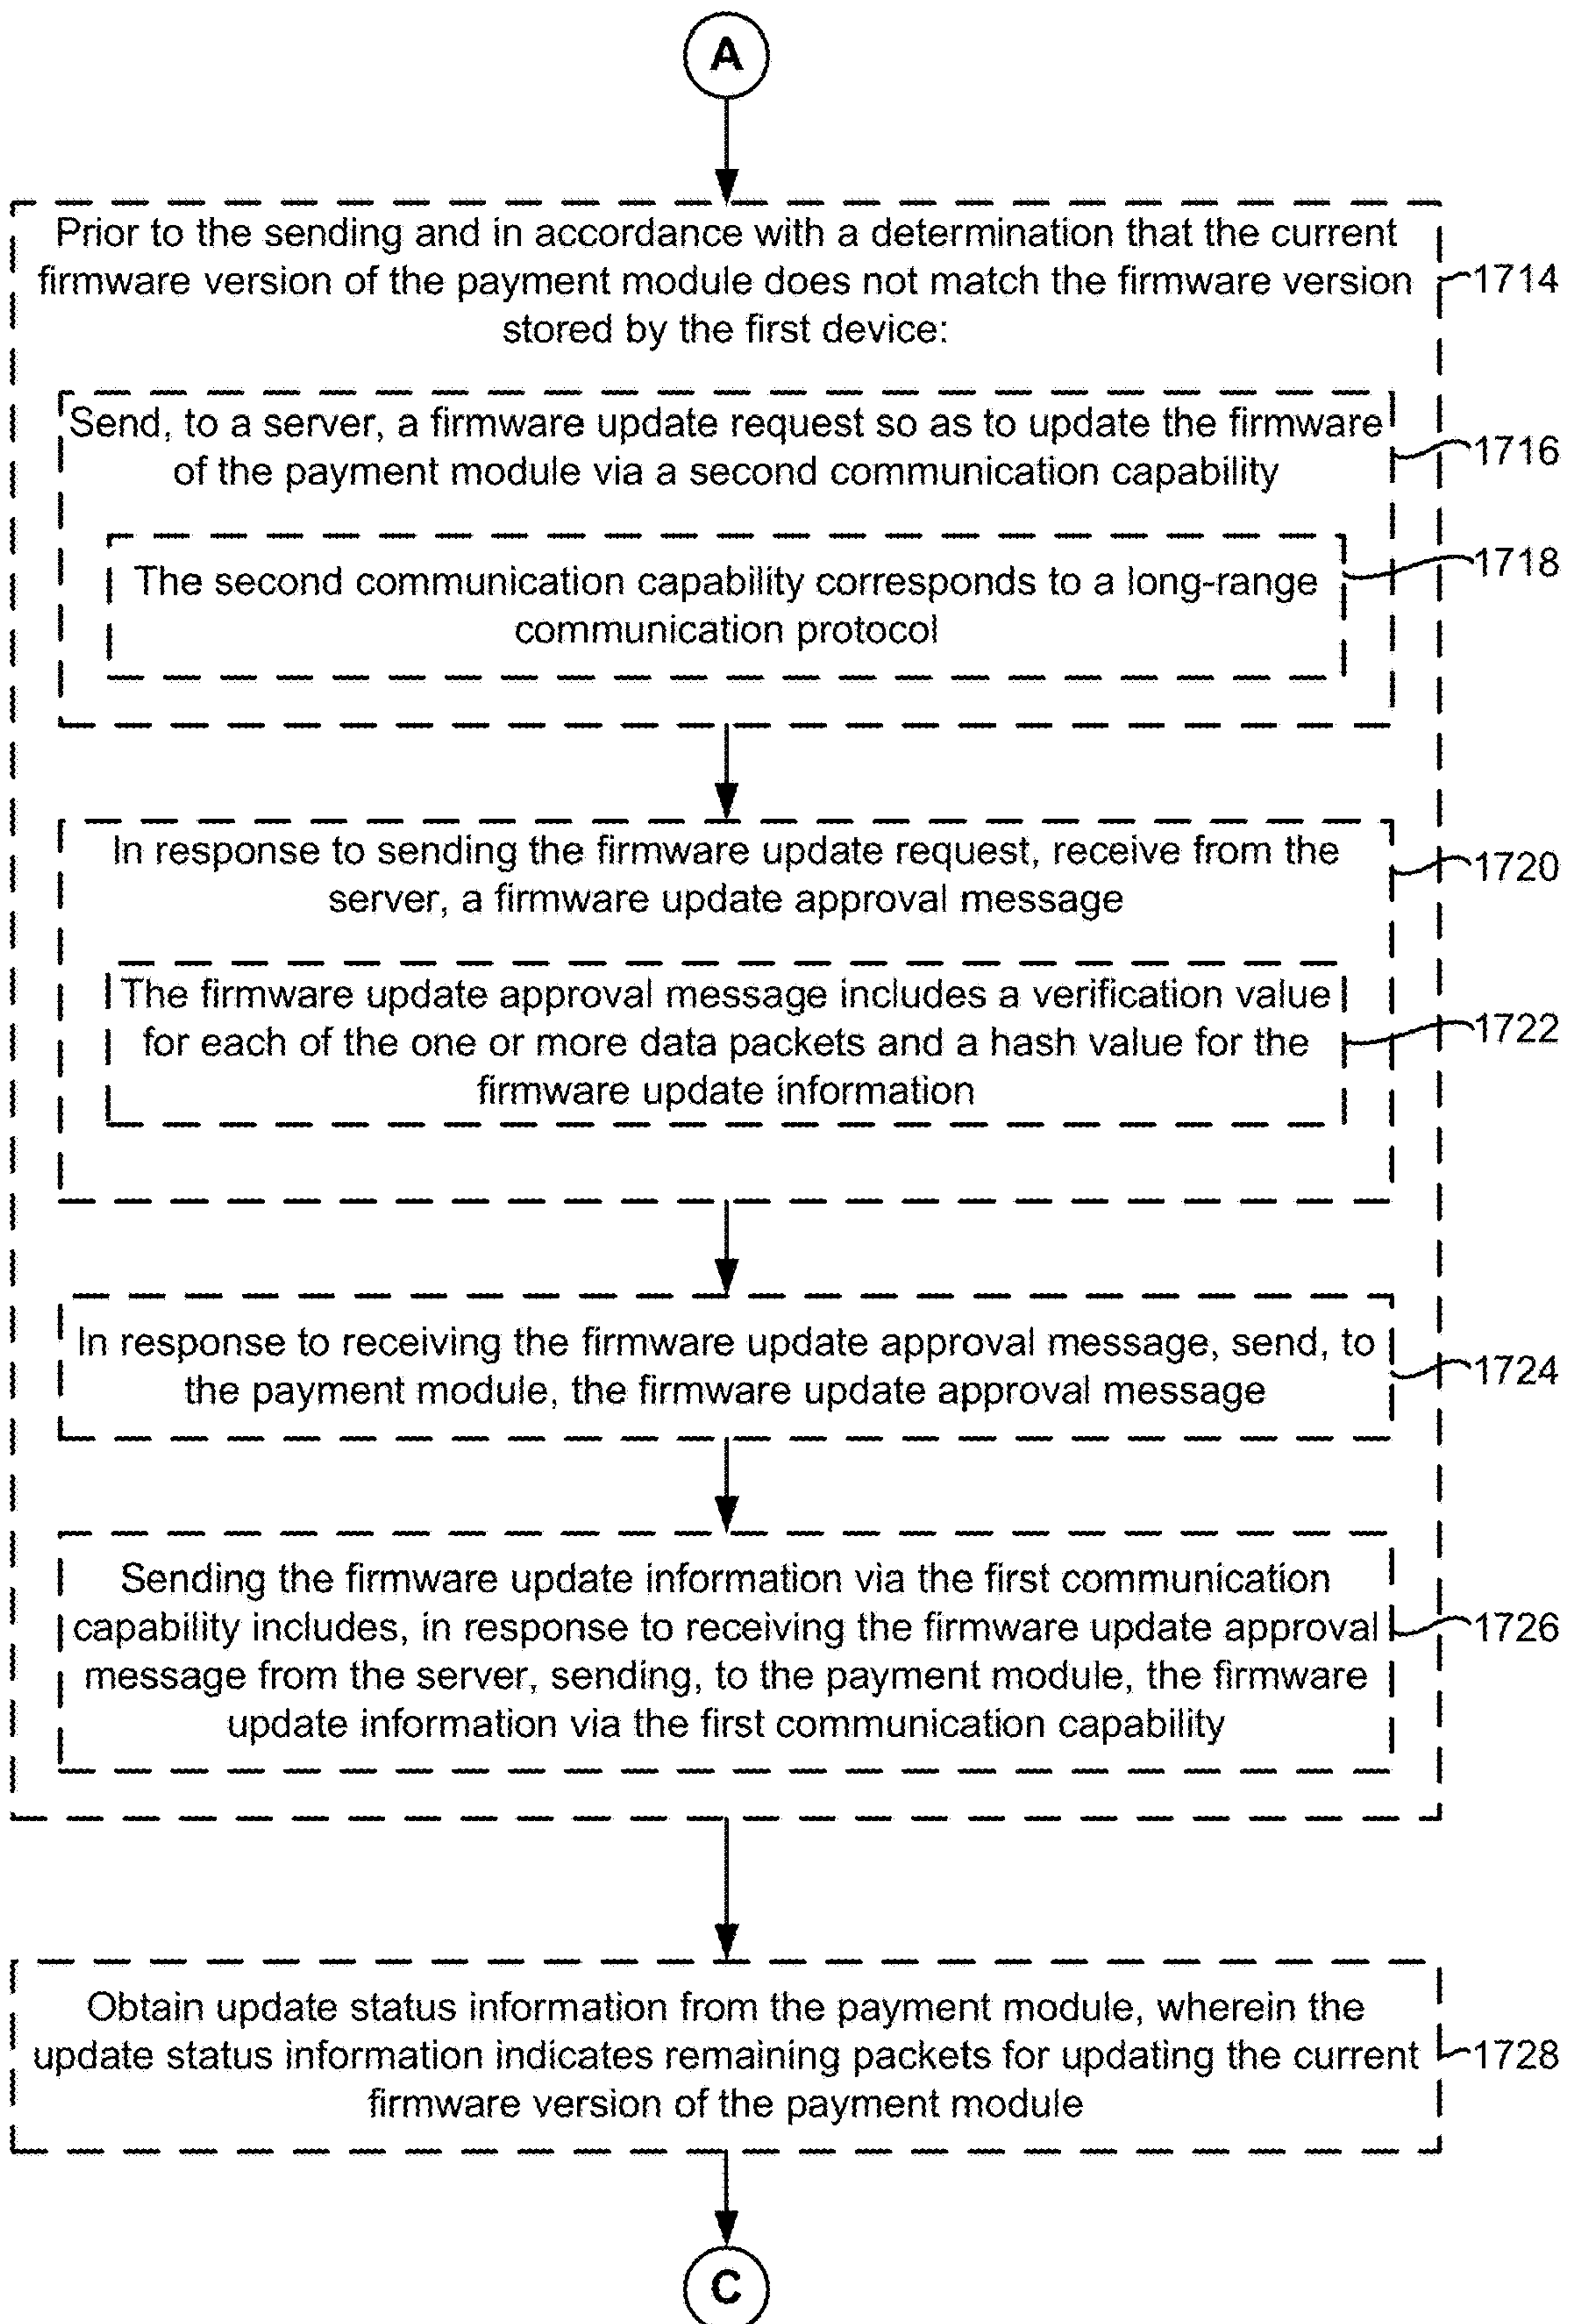 A
Prior to the sending and in accordance with a determination that the current
firmware version of the payment module does not match the firmware version
stored by the first device:
1714
Send, to a server, a firmware update request so as to update the firmware
of the payment module via a second communication capability
1716
The second communication capability corresponds to a long-range
communication protocol
1718
In response to sending the firmware update request, receive from the
server, a firmware update approval message
1720
The firmware update approval message includes a verification value
for each of the one or more data packets and a hash value for the
firmware update information
1722
In response to receiving the firmware update approval message, send, to
the payment module, the firmware update approval message
1724
Sending the firmware update information via the first communication
capability includes, in response to receiving the firmware update approval
message from the server, sending, to the payment module, the firmware
update information via the first communication capability
1726
Obtain update status information from the payment module, wherein the
update status information indicates remaining packets for updating the current
firmware version of the payment module
1728
C